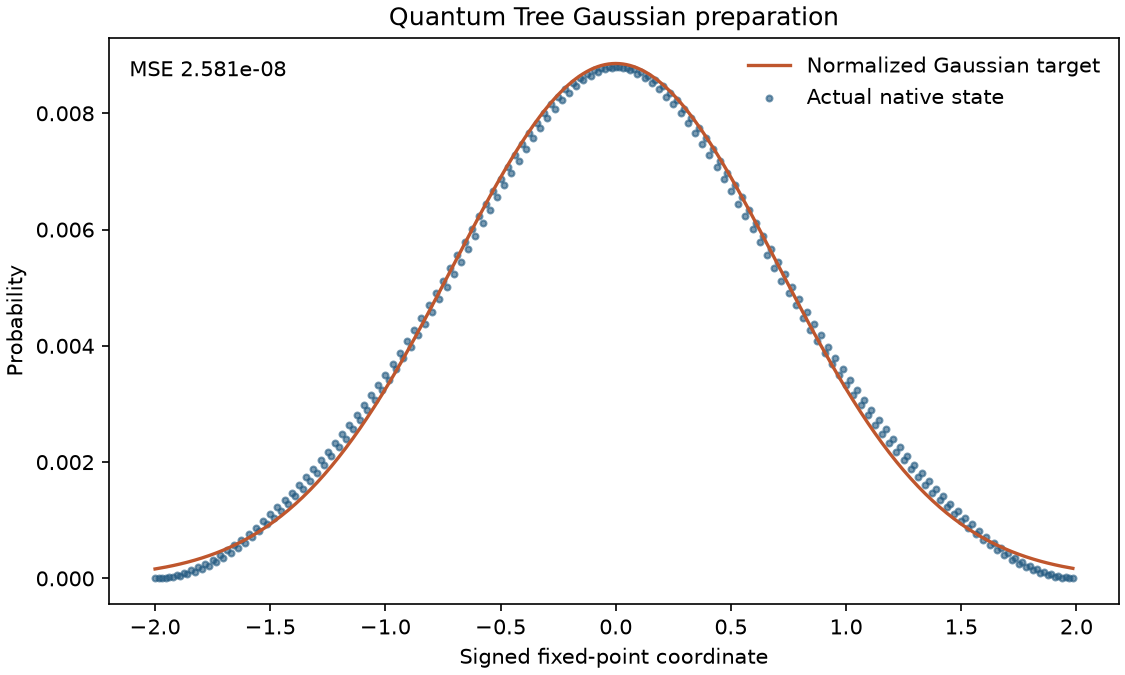 Quantum Tree Gaussian preparation
MSE 2.581e-08
Normalized Gaussian target
Actual native state
Probability
0.008
0.006
0.004
0.002
0.000
−2.0 −1.5 −1.0 −0.5 0.0 0.5 1.0 1.5 2.0
Signed fixed-point coordinate